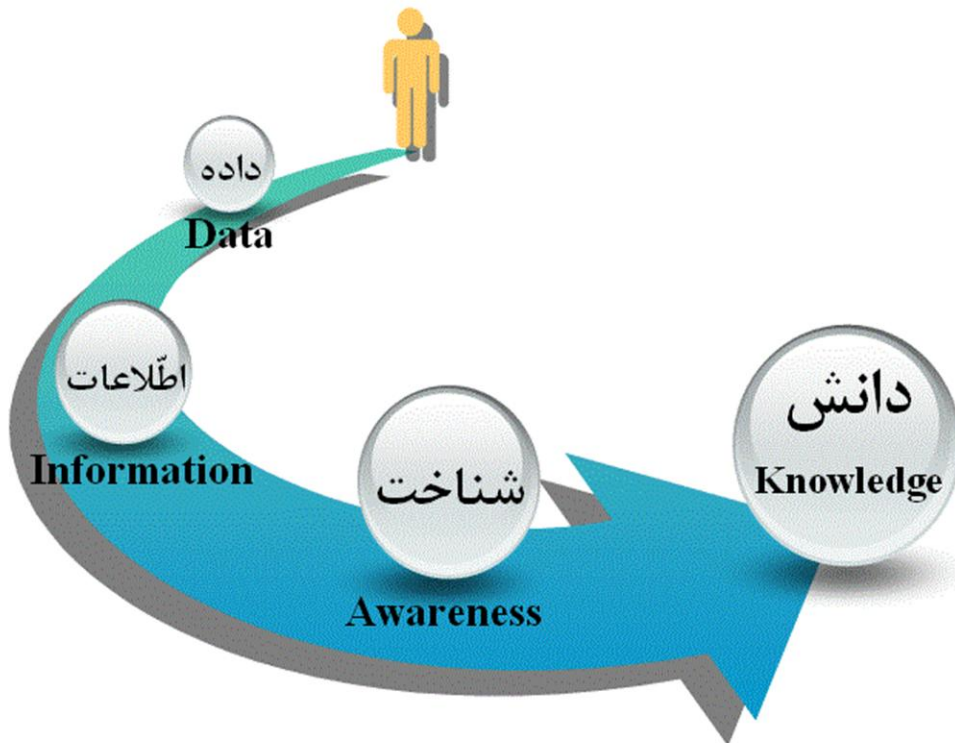 داده
Data
اطّلاعات
Information
شناخت
Awareness
دانش
Knowledge